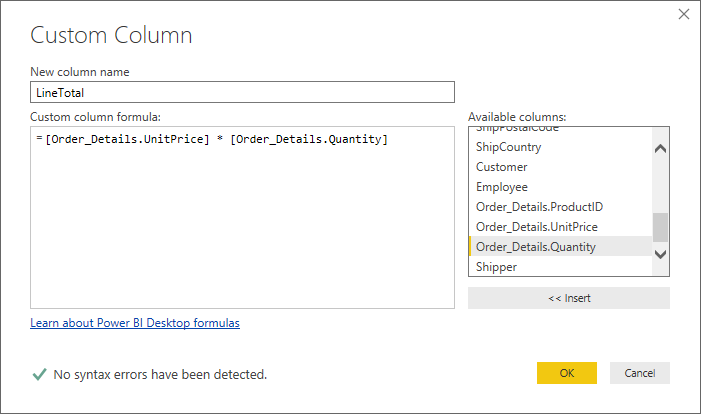 Custom Column
New column name
LineTotal
Custom column formula:
Available columns:
=[Order_Details.UnitPrice] * [Order_Details.Quantity]
ShipPostalCode
ShipCountry
Customer
Employee
Order_Details.ProductID
Order_Details.UnitPrice
Order_Details.Quantity
Shipper
<< Insert
Learn about Power BI Desktop formulas
No syntax errors have been detected.
OK
Cancel